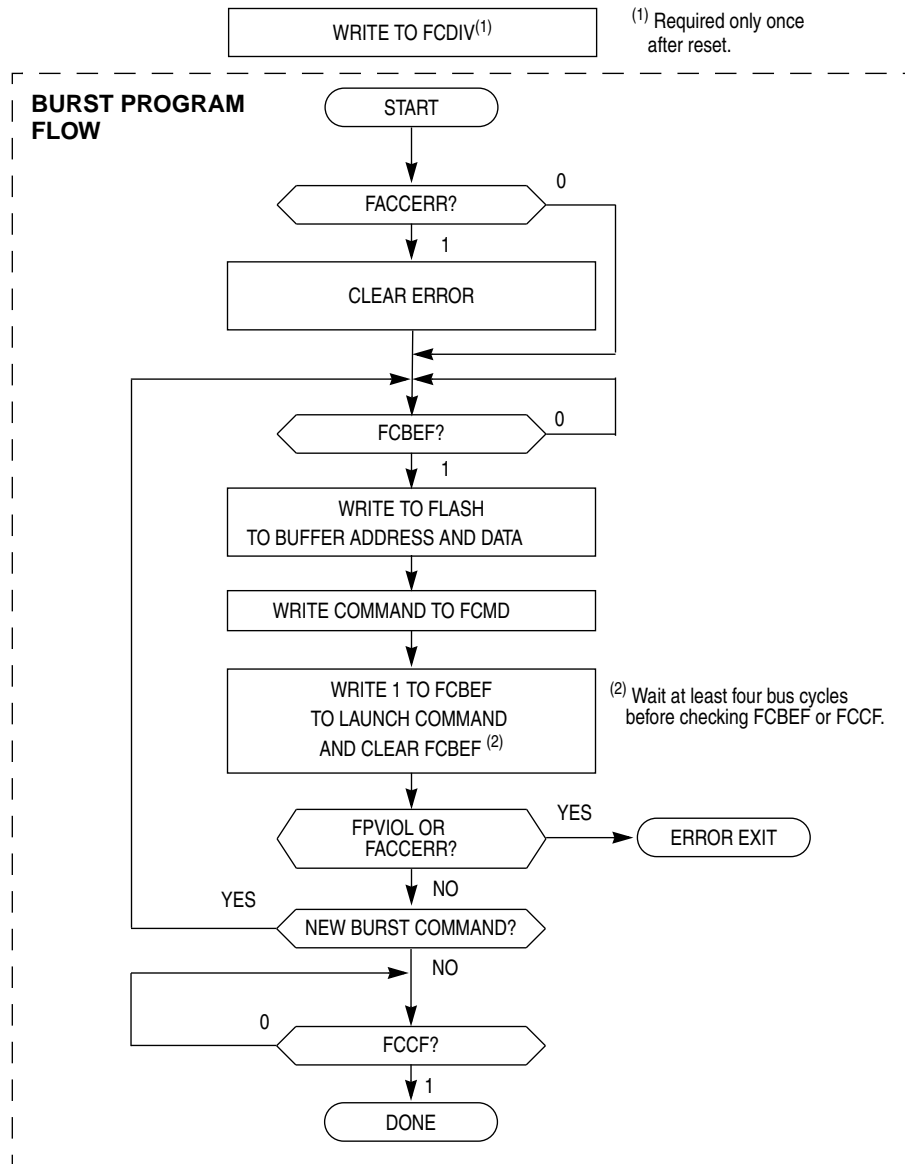 WRITE TO FCDIV(1)
(1) Required only once
after reset.
BURST PROGRAM
FLOW
START
FACCERR?
0
1
CLEAR ERROR
FCBEF?
0
1
WRITE TO FLASH
TO BUFFER ADDRESS AND DATA
WRITE COMMAND TO FCMD
WRITE 1 TO FCBEF
TO LAUNCH COMMAND
AND CLEAR FCBEF (2)
(2) Wait at least four bus cycles
before checking FCBEF or FCCF.
FPVIOL OR
FACCERR?
YES
ERROR EXIT
NO
YES
NEW BURST COMMAND?
NO
0
FCCF?
1
DONE